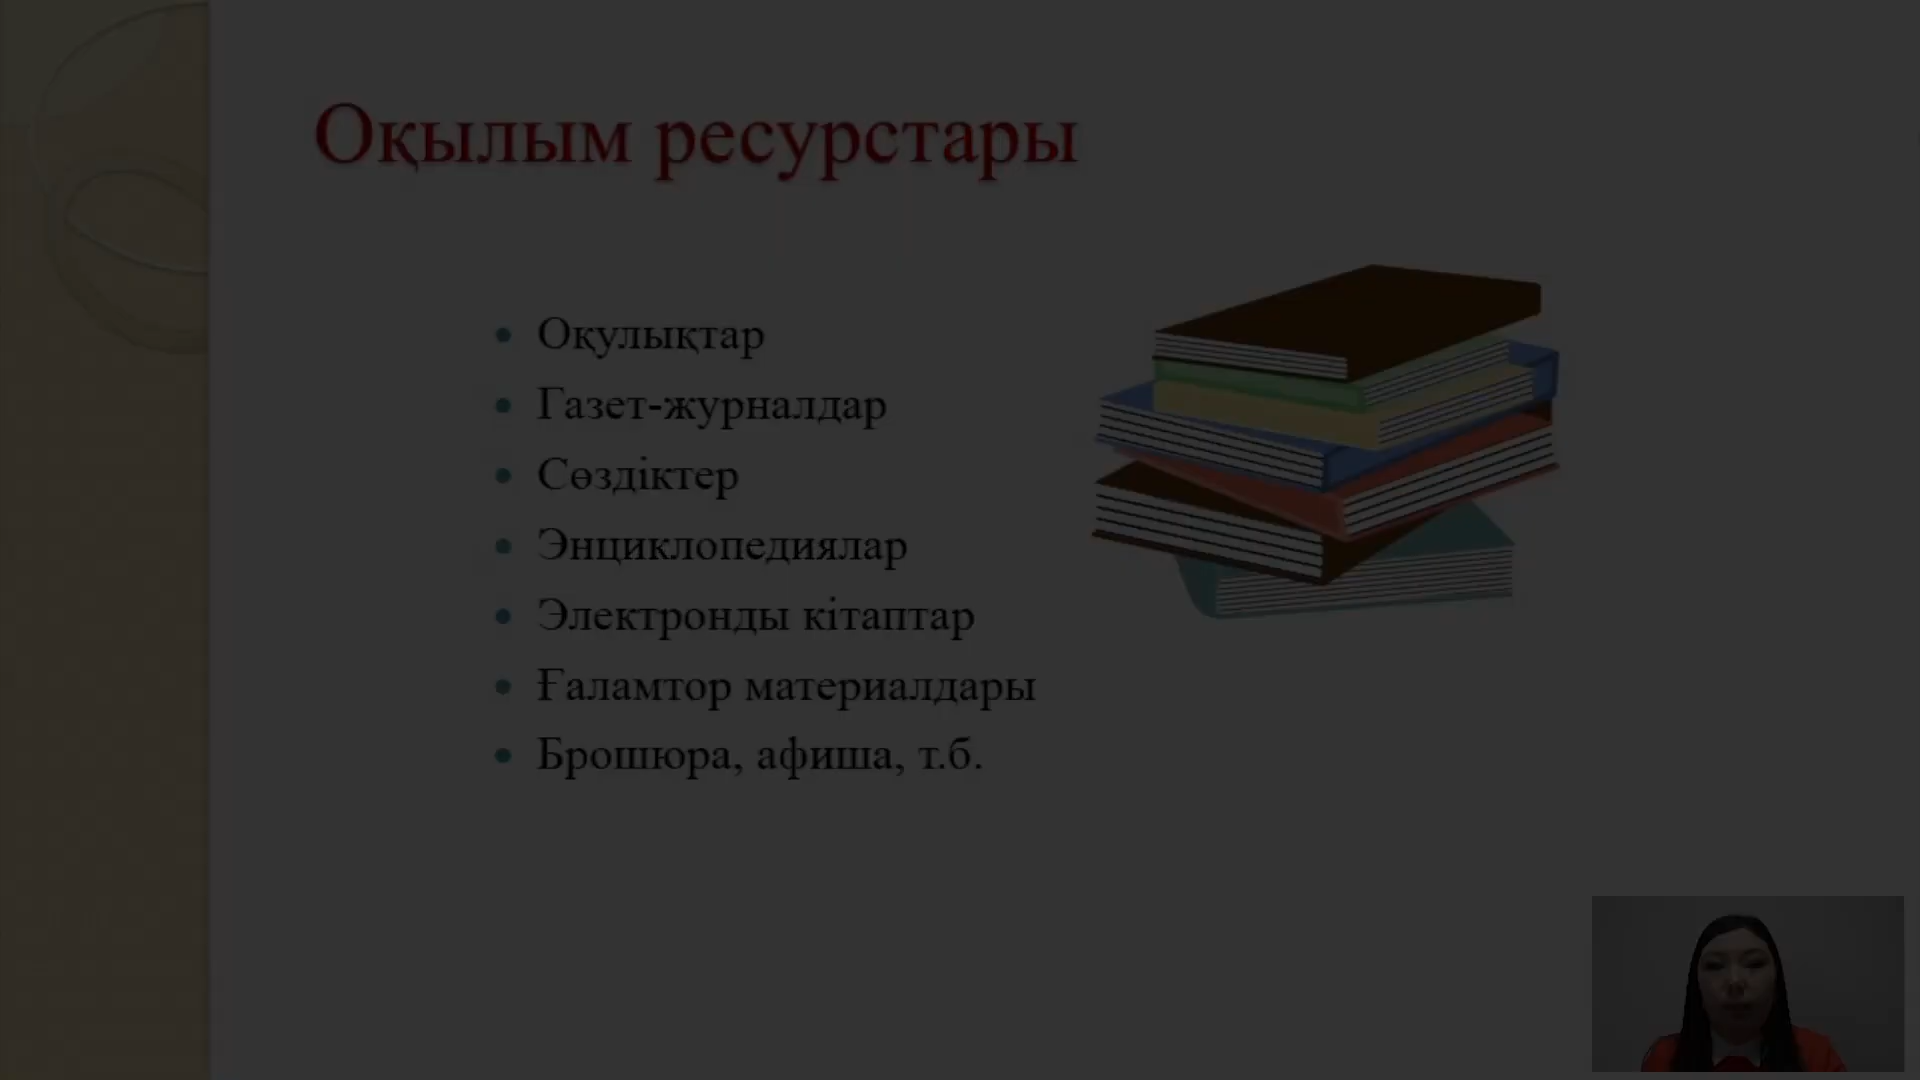 Оқылым ресурстары
Оқулықтар
Газет-журналдар
Сөздіктер
Энциклопедиялар
Электронды кітаптар
Ғаламтор материалдары
Брошюра, афиша, т.б.